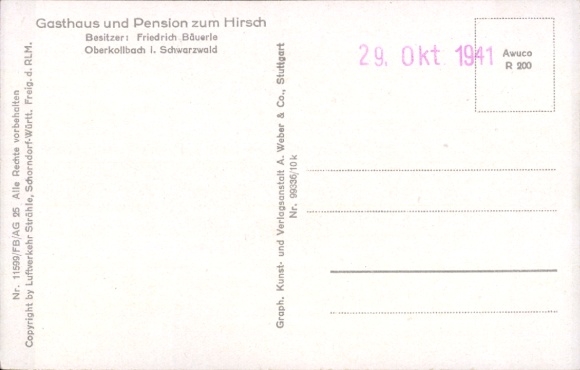 Gasthaus und Pension zum Hirsch
Besitzer: Friedrich Bäuerle
Oberkollbach i. Schwarzwald
29. Okt 1941
Awuco
R 200
Nr. 11599/FB/AG 25 Alle Rechte vorbehalten
Copyright by Luftverkehr Strähle, Schorndorf-Württ. Freig. d. RLM.
Graph. Kunst- und Verlagsanstalt A. Weber & Co., Stuttgart
Nr. 99336/10 k